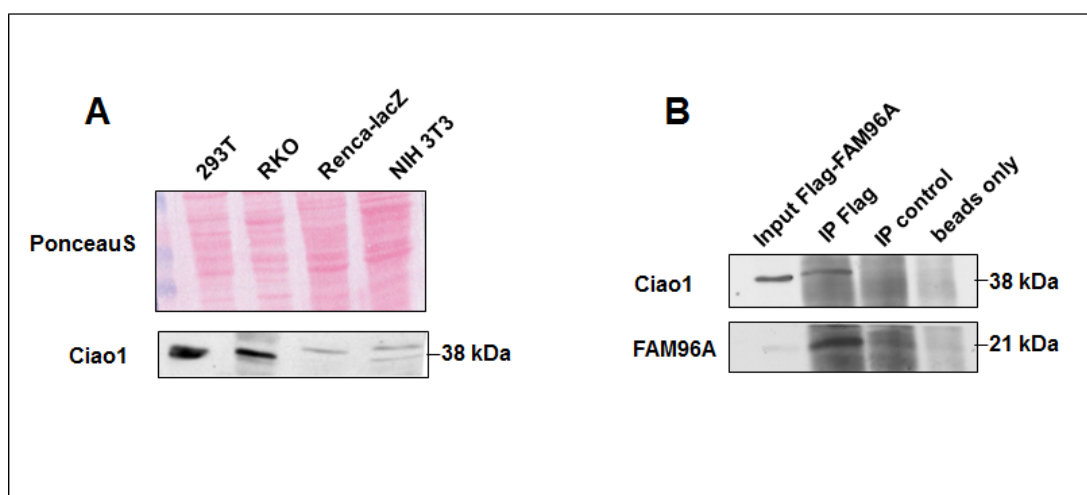 A
293T
RKO
Renca-lacZ
NIH 3T3
PonceauS
Ciao1
38 kDa
B
Input Flag-FAM96A
IP Flag
IP control
beads only
Ciao1
38 kDa
FAM96A
21 kDa